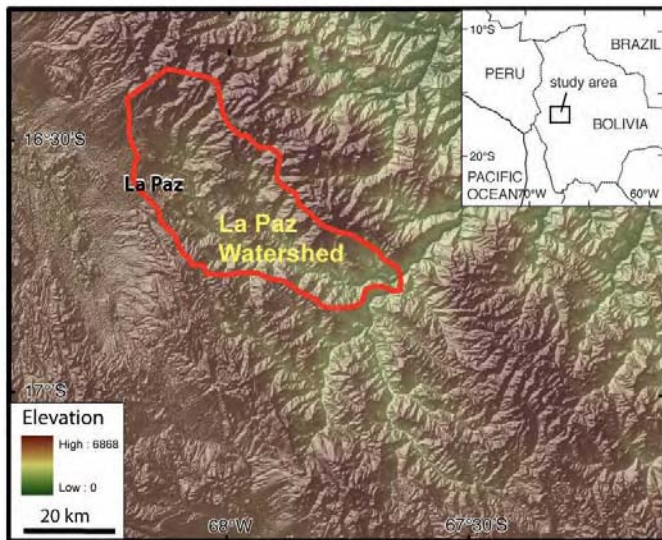 -10°S
BRAZIL
PERU
study area
BOLIVIA
-20°S
PACIFIC
OCEAN
-70°W
60°W
16°30'S
La Paz
La Paz
Watershed
17°'S
Elevation
High : 6868
Low : 0
20 km
68°W
67°30'S